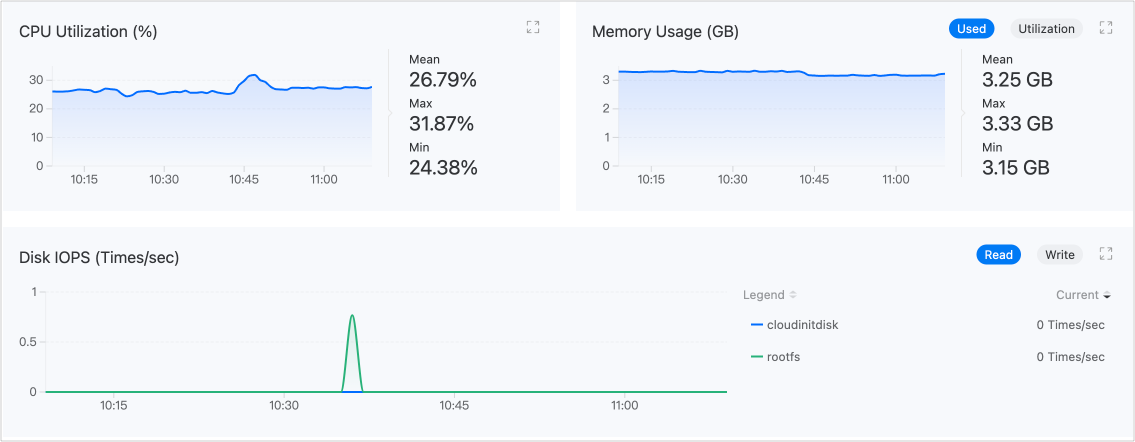 CPU Utilization (%)
Mean
26.79%
Max
31.87%
Min
24.38%
30
20
10
0
10:15 10:30 10:45 11:00
Memory Usage (GB)
Used Utilization
Mean
3.25 GB
Max
3.33 GB
Min
3.15 GB
3
2
1
0
10:15 10:30 10:45 11:00
Disk IOPS (Times/sec)
Read Write
1
0.5
0
10:15 10:30 10:45 11:00
Legend Current
cloudinitdisk 0 Times/sec
rootfs 0 Times/sec